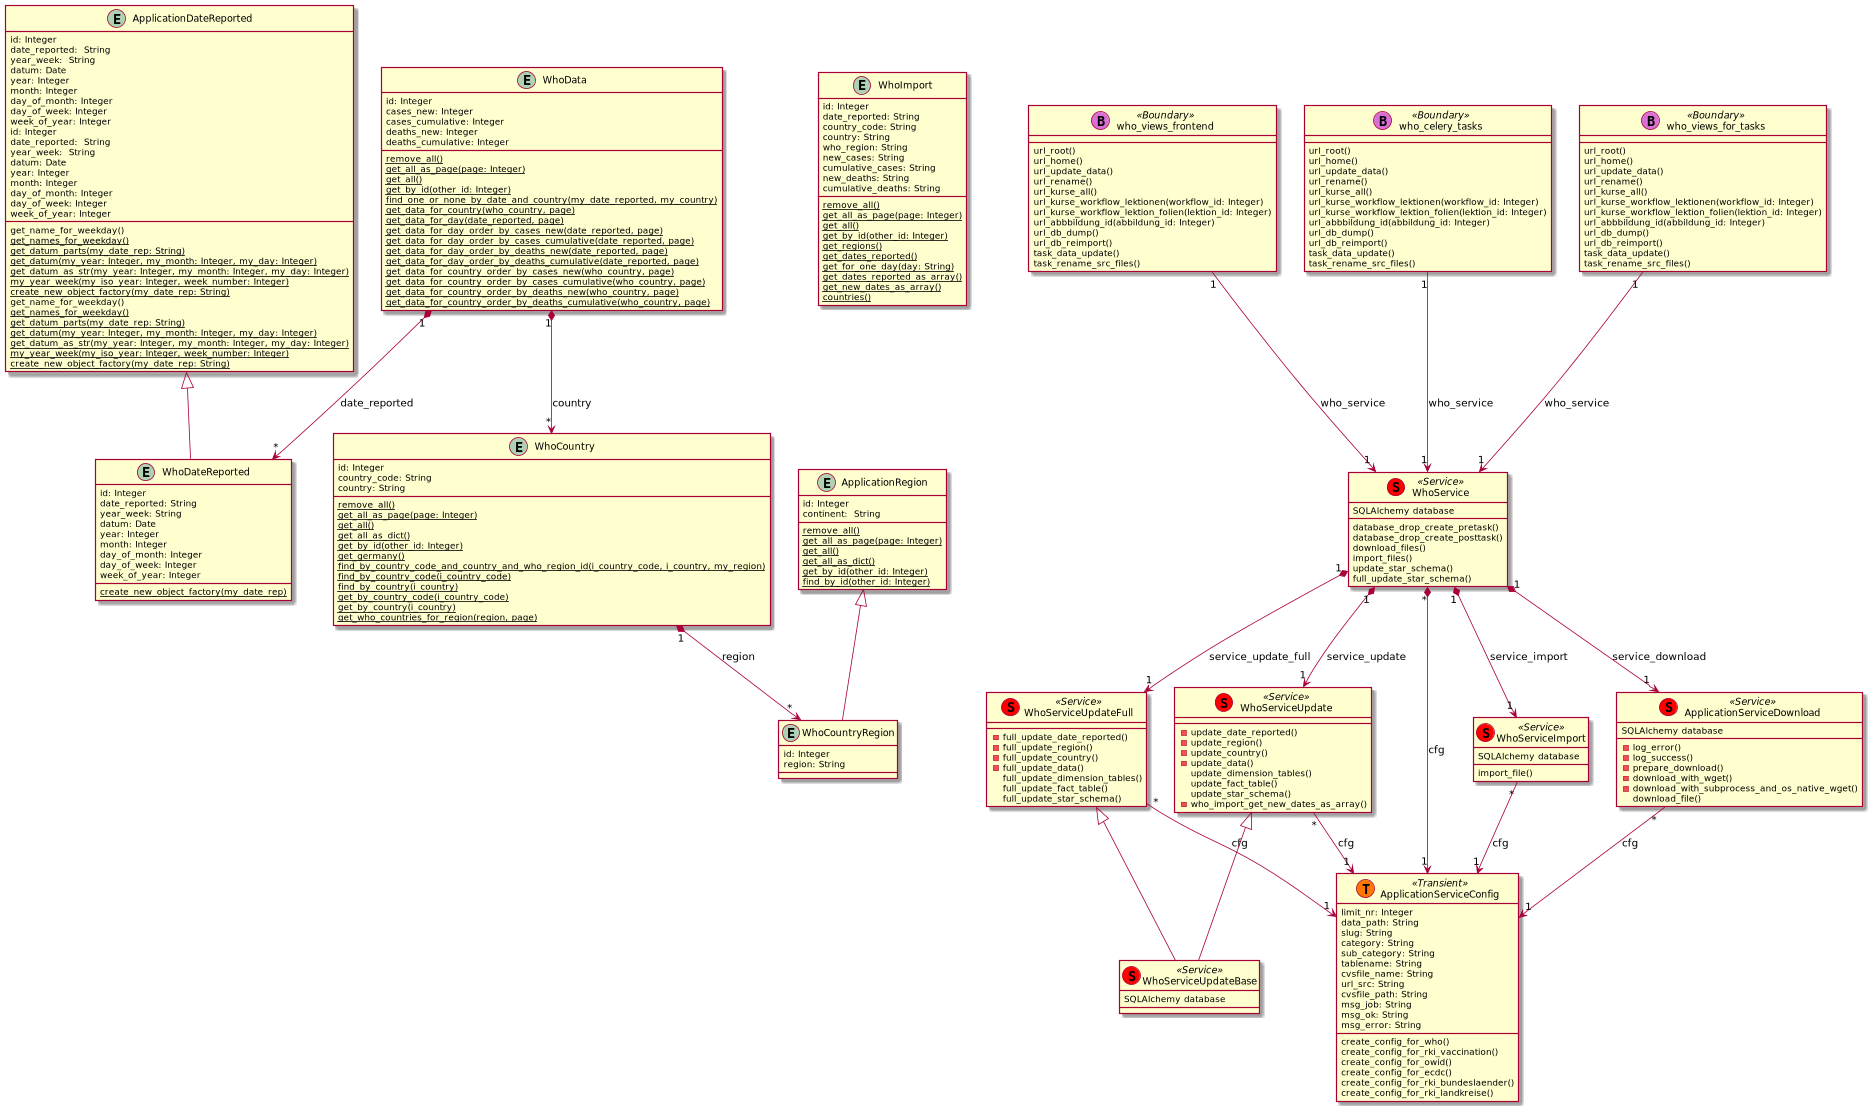 E ApplicationDateReported
id: Integer
date_reported:  String
year_week:  String
datum: Date
year: Integer
month: Integer
day_of_month: Integer
day_of_week: Integer
week_of_year: Integer
id: Integer
date_reported:  String
year_week:  String
datum: Date
year: Integer
month: Integer
day_of_month: Integer
day_of_week: Integer
week_of_year: Integer
get_name_for_weekday()
get_names_for_weekday()
get_datum_parts(my_date_rep: String)
get_datum(my_year: Integer, my_month: Integer, my_day: Integer)
get_datum_as_str(my_year: Integer, my_month: Integer, my_day: Integer)
my_year_week(my_iso_year: Integer, week_number: Integer)
create_new_object_factory(my_date_rep: String)
get_name_for_weekday()
get_names_for_weekday()
get_datum_parts(my_date_rep: String)
get_datum(my_year: Integer, my_month: Integer, my_day: Integer)
get_datum_as_str(my_year: Integer, my_month: Integer, my_day: Integer)
my_year_week(my_iso_year: Integer, week_number: Integer)
create_new_object_factory(my_date_rep: String)
E WhoData
id: Integer
cases_new: Integer
cases_cumulative: Integer
deaths_new: Integer
deaths_cumulative: Integer
remove_all()
get_all_as_page(page: Integer)
get_all()
get_by_id(other_id: Integer)
find_one_or_none_by_date_and_country(my_date_reported, my_country)
get_data_for_country(who_country, page)
get_data_for_day(date_reported, page)
get_data_for_day_order_by_cases_new(date_reported, page)
get_data_for_day_order_by_cases_cumulative(date_reported, page)
get_data_for_day_order_by_deaths_new(date_reported, page)
get_data_for_day_order_by_deaths_cumulative(date_reported, page)
get_data_for_country_order_by_cases_new(who_country, page)
get_data_for_country_order_by_cases_cumulative(who_country, page)
get_data_for_country_order_by_deaths_new(who_country, page)
get_data_for_country_order_by_deaths_cumulative(who_country, page)
E WhoImport
id: Integer
date_reported: String
country_code: String
country: String
who_region: String
new_cases: String
cumulative_cases: String
new_deaths: String
cumulative_deaths: String
remove_all()
get_all_as_page(page: Integer)
get_all()
get_by_id(other_id: Integer)
get_regions()
get_dates_reported()
get_for_one_day(day: String)
get_dates_reported_as_array()
get_new_dates_as_array()
countries()
B «Boundary»
who_views_frontend
url_root()
url_home()
url_update_data()
url_rename()
url_kurse_all()
url_kurse_workflow_lektionen(workflow_id: Integer)
url_kurse_workflow_lektion_folien(lektion_id: Integer)
url_abbbildung_id(abbildung_id: Integer)
url_db_dump()
url_db_reimport()
task_data_update()
task_rename_src_files()
B «Boundary»
who_celery_tasks
url_root()
url_home()
url_update_data()
url_rename()
url_kurse_all()
url_kurse_workflow_lektionen(workflow_id: Integer)
url_kurse_workflow_lektion_folien(lektion_id: Integer)
url_abbbildung_id(abbildung_id: Integer)
url_db_dump()
url_db_reimport()
task_data_update()
task_rename_src_files()
B «Boundary»
who_views_for_tasks
url_root()
url_home()
url_update_data()
url_rename()
url_kurse_all()
url_kurse_workflow_lektionen(workflow_id: Integer)
url_kurse_workflow_lektion_folien(lektion_id: Integer)
url_abbbildung_id(abbildung_id: Integer)
url_db_dump()
url_db_reimport()
task_data_update()
task_rename_src_files()
1
date_reported
*
1
country
*
1
who_service
1
1
who_service
1
1
who_service
1
E WhoDateReported
id: Integer
date_reported: String
year_week: String
datum: Date
year: Integer
month: Integer
day_of_month: Integer
day_of_week: Integer
week_of_year: Integer
create_new_object_factory(my_date_rep)
E WhoCountry
id: Integer
country_code: String
country: String
remove_all()
get_all_as_page(page: Integer)
get_all()
get_all_as_dict()
get_by_id(other_id: Integer)
get_germany()
find_by_country_code_and_country_and_who_region_id(i_country_code, i_country, my_region)
find_by_country_code(i_country_code)
find_by_country(i_country)
get_by_country_code(i_country_code)
get_by_country(i_country)
get_who_countries_for_region(region, page)
E ApplicationRegion
id: Integer
continent:  String
remove_all()
get_all_as_page(page: Integer)
get_all()
get_all_as_dict()
get_by_id(other_id: Integer)
find_by_id(other_id: Integer)
S «Service»
WhoService
SQLAlchemy database
database_drop_create_pretask()
database_drop_create_posttask()
download_files()
import_files()
update_star_schema()
full_update_star_schema()
1
region
*
1
service_update_full
1
1
service_update
1
*
cfg
1
1
service_import
1
1
service_download
1
E WhoCountryRegion
id: Integer
region: String
S «Service»
WhoServiceUpdateFull
full_update_date_reported()
full_update_region()
full_update_country()
full_update_data()
full_update_dimension_tables()
full_update_fact_table()
full_update_star_schema()
S «Service»
WhoServiceUpdate
update_date_reported()
update_region()
update_country()
update_data()
update_dimension_tables()
update_fact_table()
update_star_schema()
who_import_get_new_dates_as_array()
S «Service»
WhoServiceImport
SQLAlchemy database
import_file()
S «Service»
ApplicationServiceDownload
SQLAlchemy database
log_error()
log_success()
prepare_download()
download_with_wget()
download_with_subprocess_and_os_native_wget()
download_file()
*
cfg
1
*
cfg
1
*
cfg
1
*
cfg
1
S «Service»
WhoServiceUpdateBase
SQLAlchemy database
T «Transient»
ApplicationServiceConfig
limit_nr: Integer
data_path: String
slug: String
category: String
sub_category: String
tablename: String
cvsfile_name: String
url_src: String
cvsfile_path: String
msg_job: String
msg_ok: String
msg_error: String
create_config_for_who()
create_config_for_rki_vaccination()
create_config_for_owid()
create_config_for_ecdc()
create_config_for_rki_bundeslaender()
create_config_for_rki_landkreise()